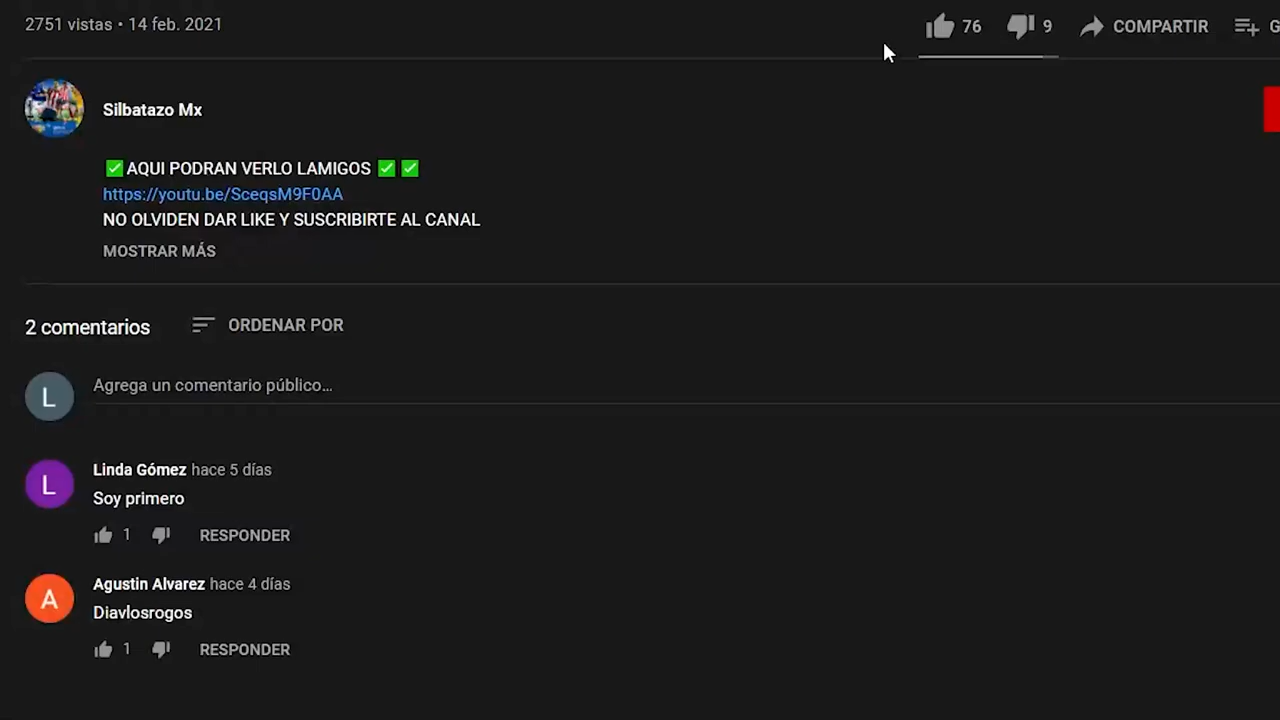 2751 vistas • 14 feb. 2021
76 9 COMPARTIR G
Silbatazo Mx
✅AQUI PODRAN VERLO LAMIGOS ✅ ✅
https://youtu.be/SceqsM9F0AA
NO OLVIDEN DAR LIKE Y SUSCRIBIRTE AL CANAL
MOSTRAR MÁS
2 comentarios ORDENAR POR
L
Agrega un comentario público...
L
Linda Gómez hace 5 días
Soy primero
1 RESPONDER
A
Agustin Alvarez hace 4 días
Diavlosrogos
1 RESPONDER